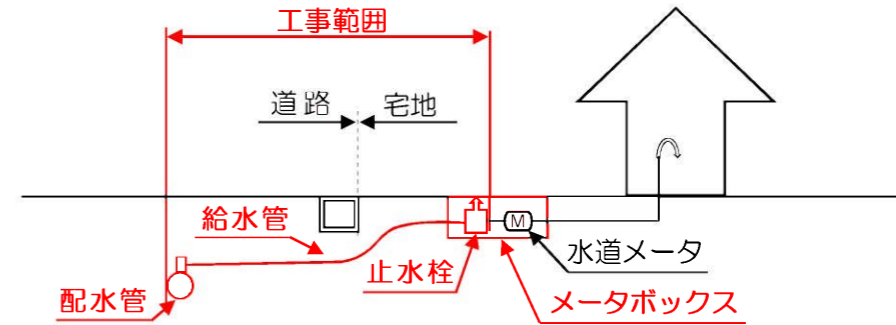 工事範囲
道路
宅地
給水管
M
止水栓
水道メータ
配水管
メータボックス